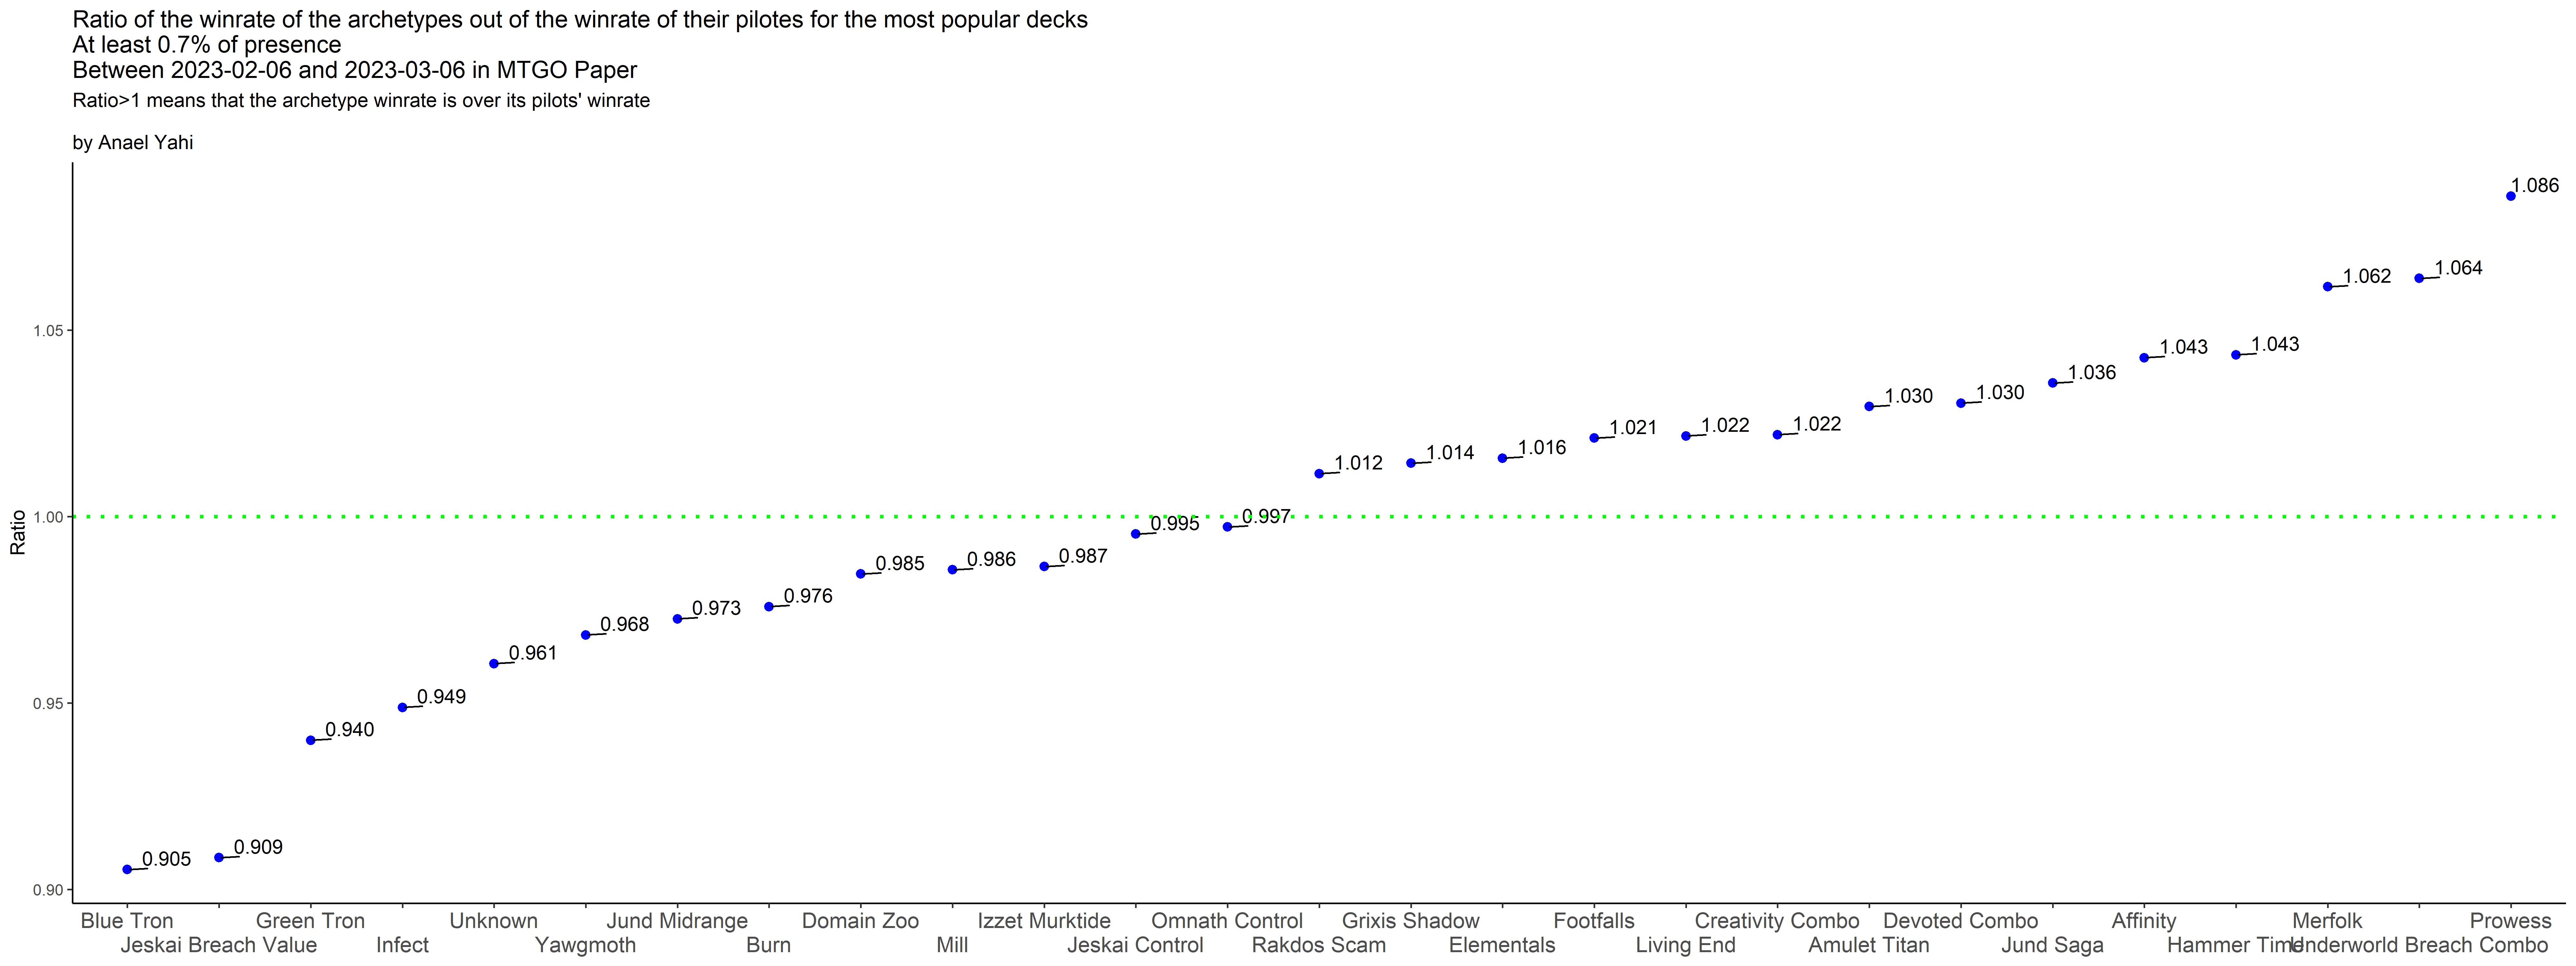 Ratio of the winrate of the archetypes out of the winrate of their pilotes for the most popular decks
At least 0.7% of presence
Between 2023-02-06 and 2023-03-06 in MTGO Paper
Ratio>1 means that the archetype winrate is over its pilots' winrate
by Anael Yahi
1.086
1.064
1.062
1.05
1.043
1.043
1.036
1.030
1.030
1.022
1.022
1.021
1.016
1.014
1.012
1.00
0.997
0.995
0.987
0.986
0.985
0.976
0.973
0.968
0.961
0.95
0.949
0.940
0.909
0.905
0.90
Ratio
Blue Tron
Jeskai Breach Value
Green Tron
Infect
Unknown
Yawgmoth
Jund Midrange
Burn
Domain Zoo
Mill
Izzet Murktide
Jeskai Control
Omnath Control
Rakdos Scam
Grixis Shadow
Elementals
Footfalls
Living End
Creativity Combo
Amulet Titan
Devoted Combo
Jund Saga
Affinity
Hammer Time
Merfolk
Underworld Breach Combo
Prowess